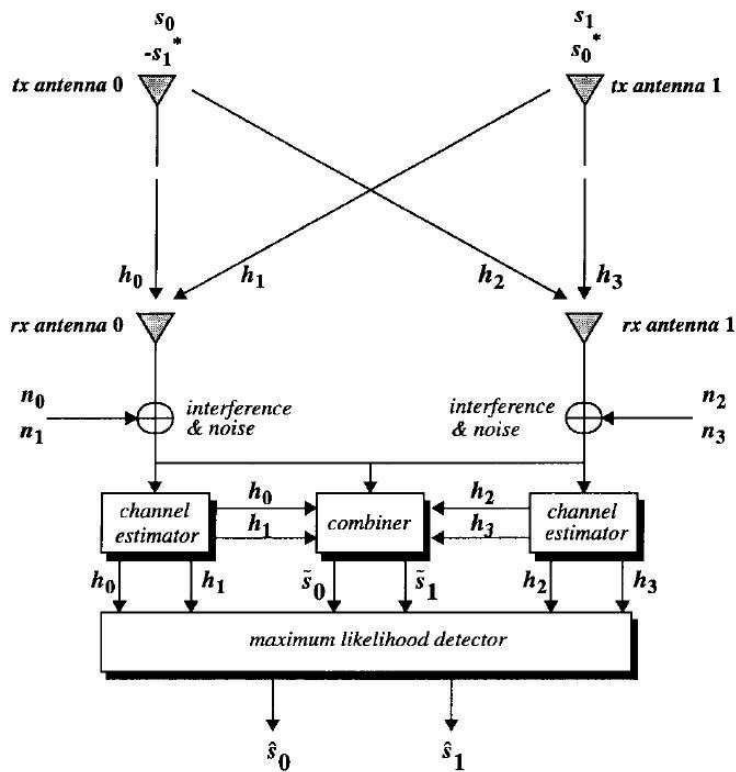 s₀ s₁
-s₁* s₀*
tx antenna 0 tx antenna 1
h₀ h₁ h₂ h₃
rx antenna 0 rx antenna 1
n₀ interference interference n₂
n₁ & noise & noise n₃
channel estimator h₀ h₁ combiner h₂ h₃ channel estimator
h₀ h₁ s̃₀ s̃₁ h₂ h₃
maximum likelihood detector
ŝ₀ ŝ₁